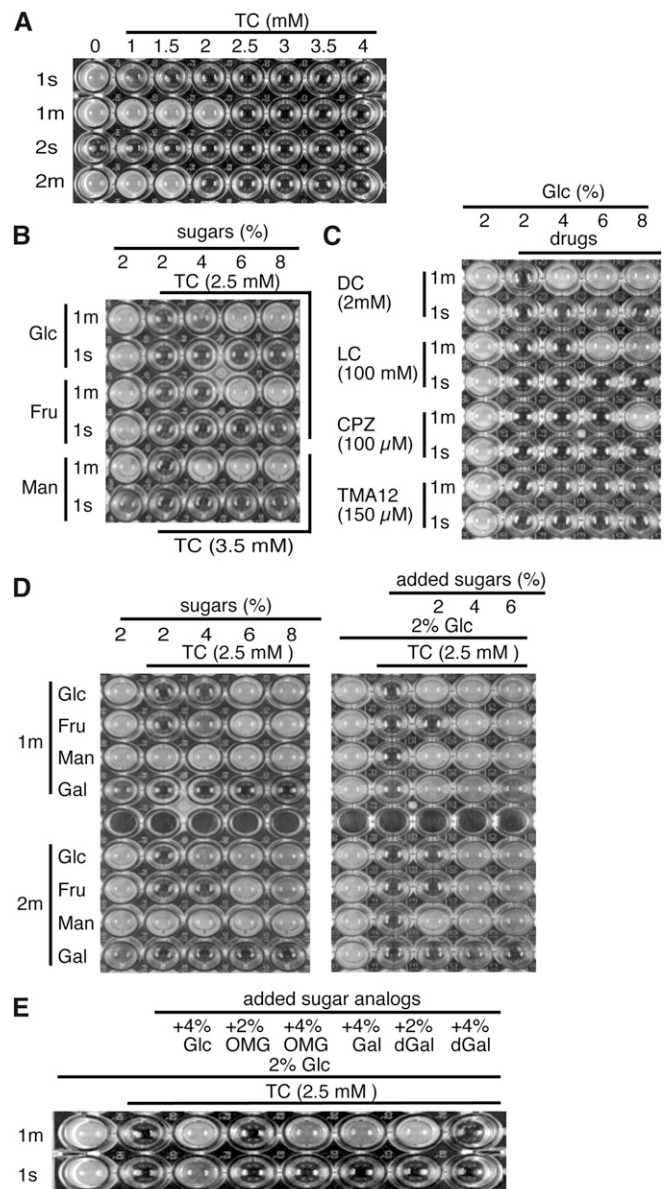 A
TC (mM)
0 1 1.5 2 2.5 3 3.5 4
1s
1m
2s
2m
B
sugars (%)
2 2 4 6 8
TC (2.5 mM)
Glc
1m
1s
Fru
1m
1s
Man
1m
1s
TC (3.5 mM)
C
Glc (%)
2 2 4 6 8
drugs
DC
(2mM)
1m
1s
LC
(100 mM)
1m
1s
CPZ
(100 µM)
1m
1s
TMA12
(150 µM)
1m
1s
D
sugars (%)
2 2 4 6 8
TC (2.5 mM )
added sugars (%)
2 4 6
2% Glc
TC (2.5 mM )
1m
Glc
Fru
Man
Gal
2m
Glc
Fru
Man
Gal
E
added sugar analogs
+4% +2% +4% +4% +2% +4%
Glc OMG OMG Gal dGal dGal
2% Glc
TC (2.5 mM )
1m
1s